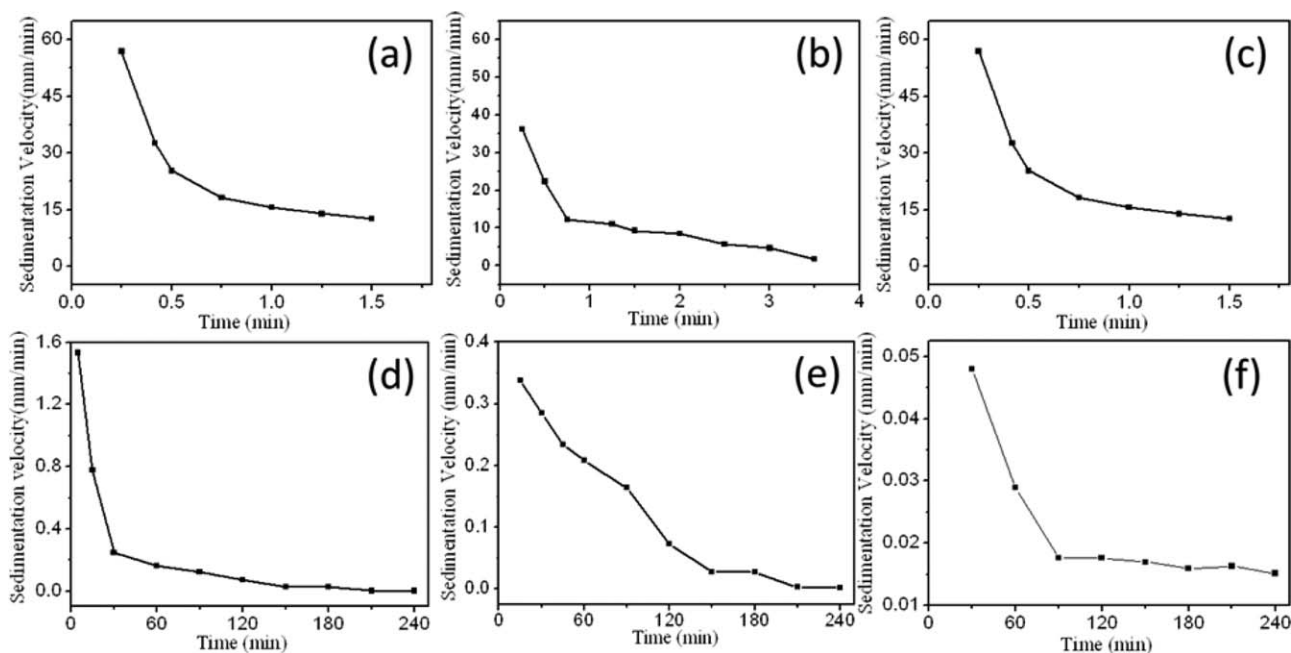 (a)
Sedimentation Velocity(mm/min)
60
45
30
15
0
0.0 0.5 1.0 1.5
Time (min)
(b)
Sedimentation Velocity(mm/min)
60
50
40
30
20
10
0
0 1 2 3 4
Time (min)
(c)
Sedimentation Velocity(mm/min)
60
45
30
15
0
0.0 0.5 1.0 1.5
Time (min)
(d)
Sedimentation velocity(mm/min)
1.6
1.2
0.8
0.4
0.0
0 60 120 180 240
Time (min)
(e)
Sedimentation Velocity (mm/min)
0.4
0.3
0.2
0.1
0.0
0 60 120 180 240
Time (min)
(f)
Sedimentation Velocity (mm/min)
0.05
0.04
0.03
0.02
0.01
0 60 120 180 240
Time (min)